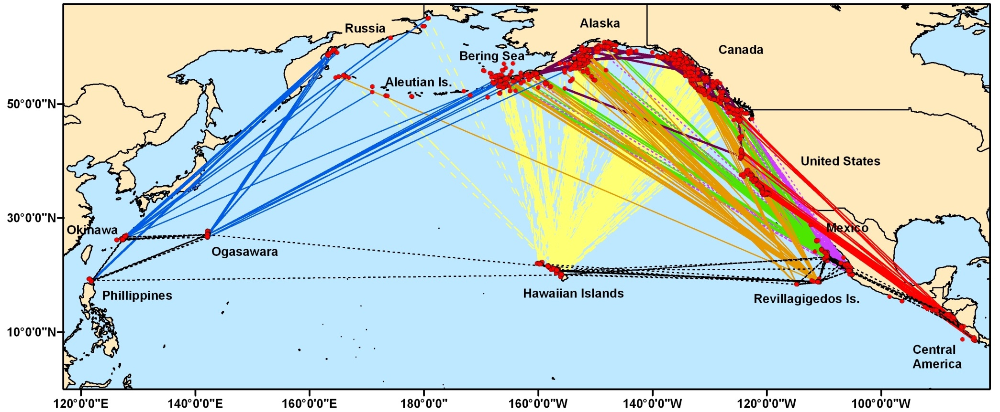 Russia
Alaska
Canada
Bering Sea
Aleutian Is.
50°0'0"N
United States
30°0'0"N
Okinawa
Mexico
Ogasawara
Phillippines
Hawaiian Islands
Revillagigedos Is.
10°0'0"N
Central
America
120°0'0"E
140°0'0"E
160°0'0"E
180°0'0"
160°0'0"W
140°0'0"W
120°0'0"W
100°0'0"W